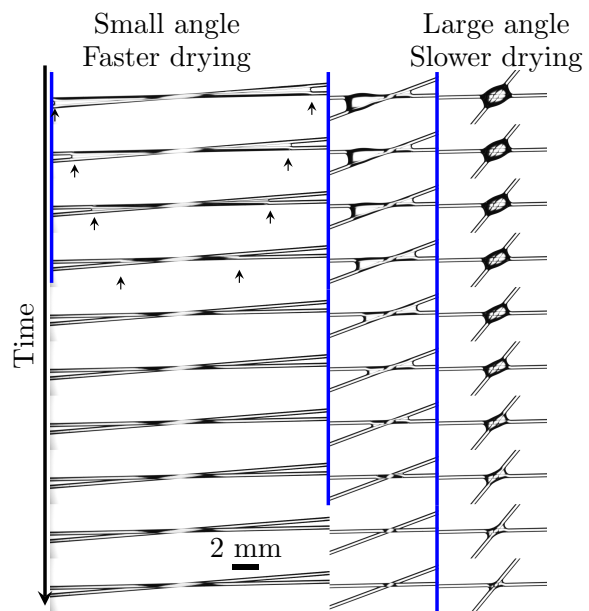 Small angle
Faster drying
Large angle
Slower drying
Time
2 mm